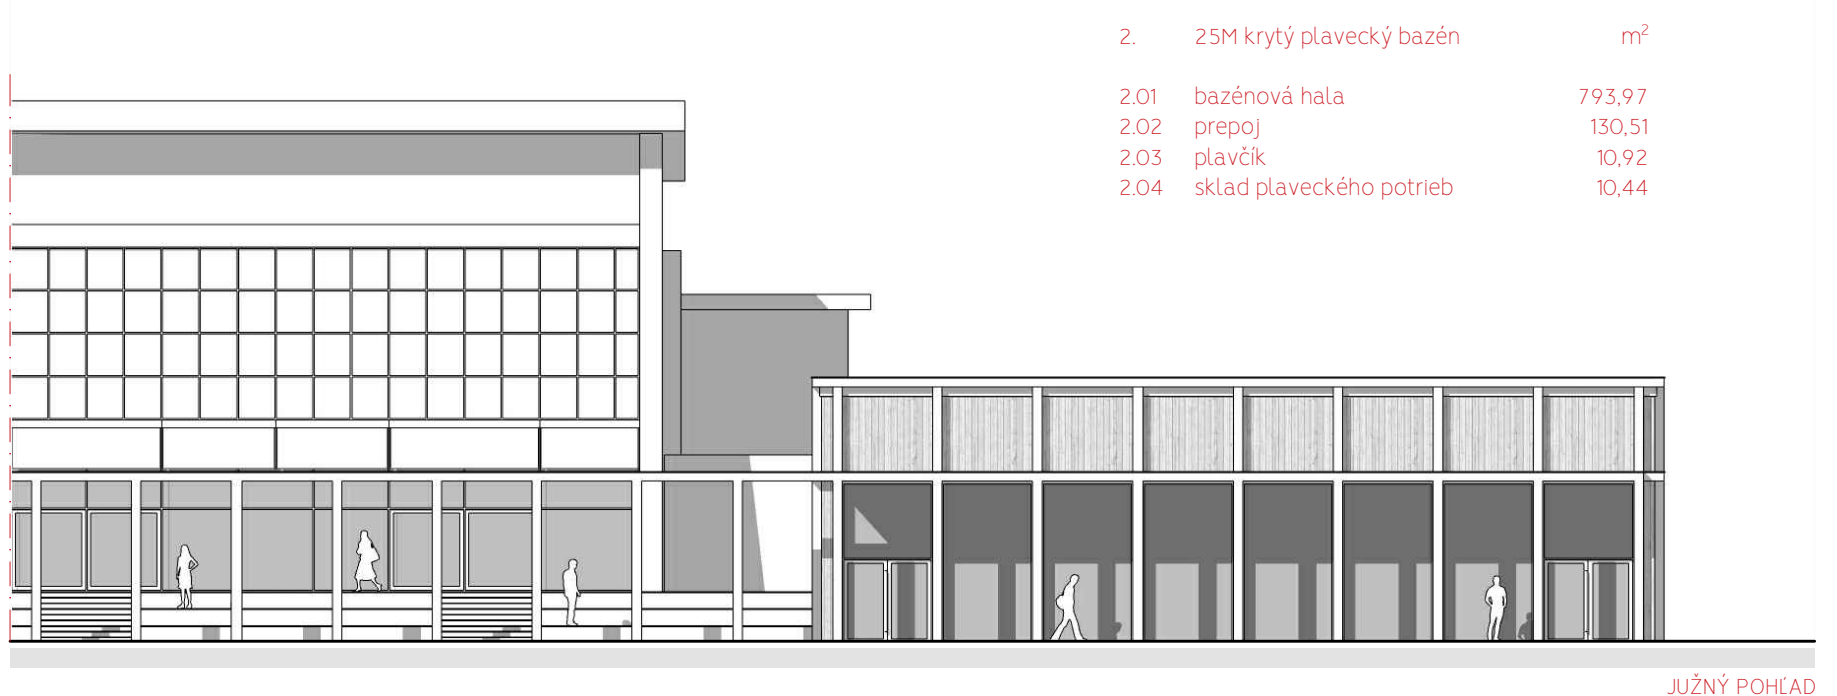 2. 25M krytý plavecký bazén m²
2.01 bazénová hala 793,97
2.02 prepoj 130,51
2.03 plavčík 10,92
2.04 sklad plaveckého potrieb 10,44
JUŽNÝ POHĽAD